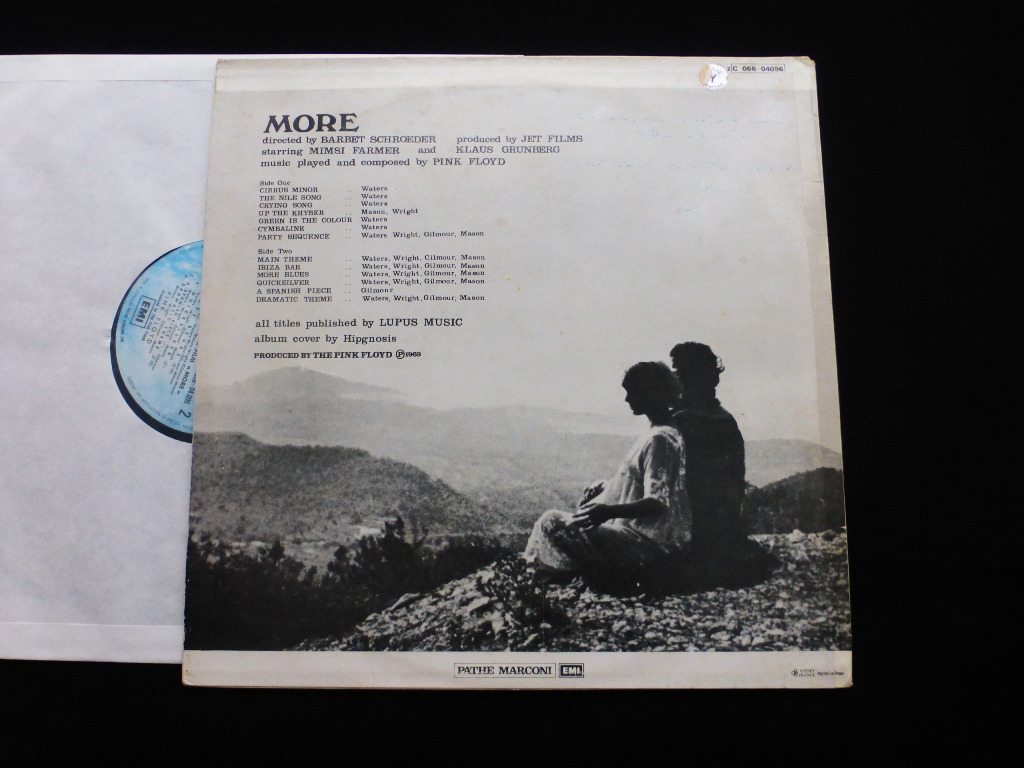 C 066 04096
MORE
directed by BARBET SCHROEDER produced by JET FILMS
starring MIMSI FARMER and KLAUS GRUNBERG
music played and composed by PINK FLOYD
Side One
CIRRUS MINOR .. Waters
THE NILE SONG .. Waters
CRYING SONG .. Waters
UP THE KHYBER .. Mason, Wright
GREEN IS THE COLOUR Waters
CYMBALINE .. Waters
PARTY SEQUENCE .. Waters Wright, Gilmour, Mason
Side Two
MAIN THEME .. Waters, Wright, Gilmour, Mason
IBIZA BAR .. Waters, Wright, Gilmour, Mason
MORE BLUES .. Waters, Wright, Gilmour, Mason
QUICKSILVER .. Waters, Wright, Gilmour, Mason
A SPANISH PIECE .. Gilmour
DRAMATIC THEME .. Waters, Wright, Gilmour, Mason
all titles published by LUPUS MUSIC
album cover by Hipgnosis
PRODUCED BY THE PINK FLOYD Ⓟ1969
EMI
2
PATHE MARCONI EMI